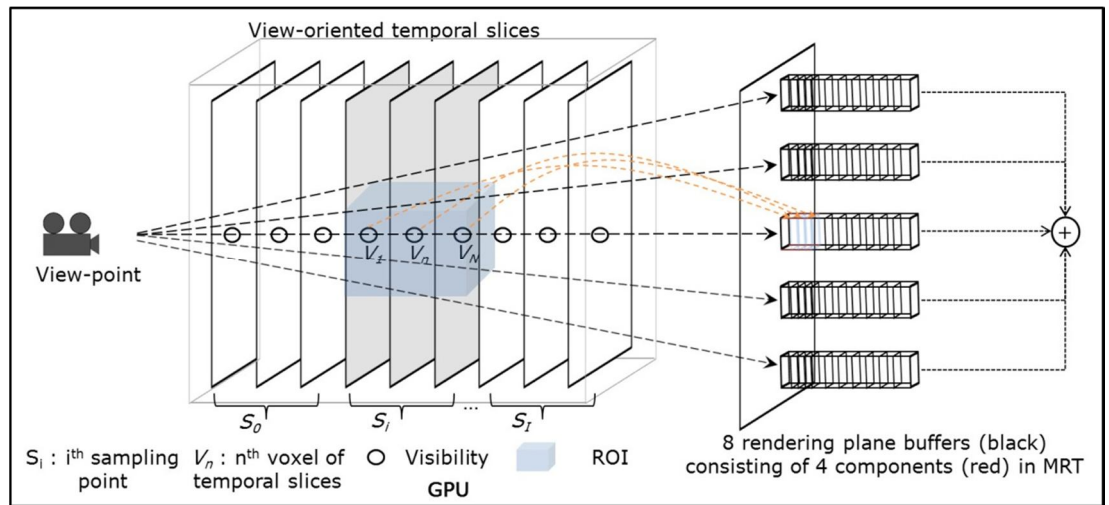 View-oriented temporal slices
View-point
V1 Vn VN
S0 Si ... SI
+
Si : ith sampling
point
Vn : nth voxel of
temporal slices
Visibility
ROI
GPU
8 rendering plane buffers (black)
consisting of 4 components (red) in MRT